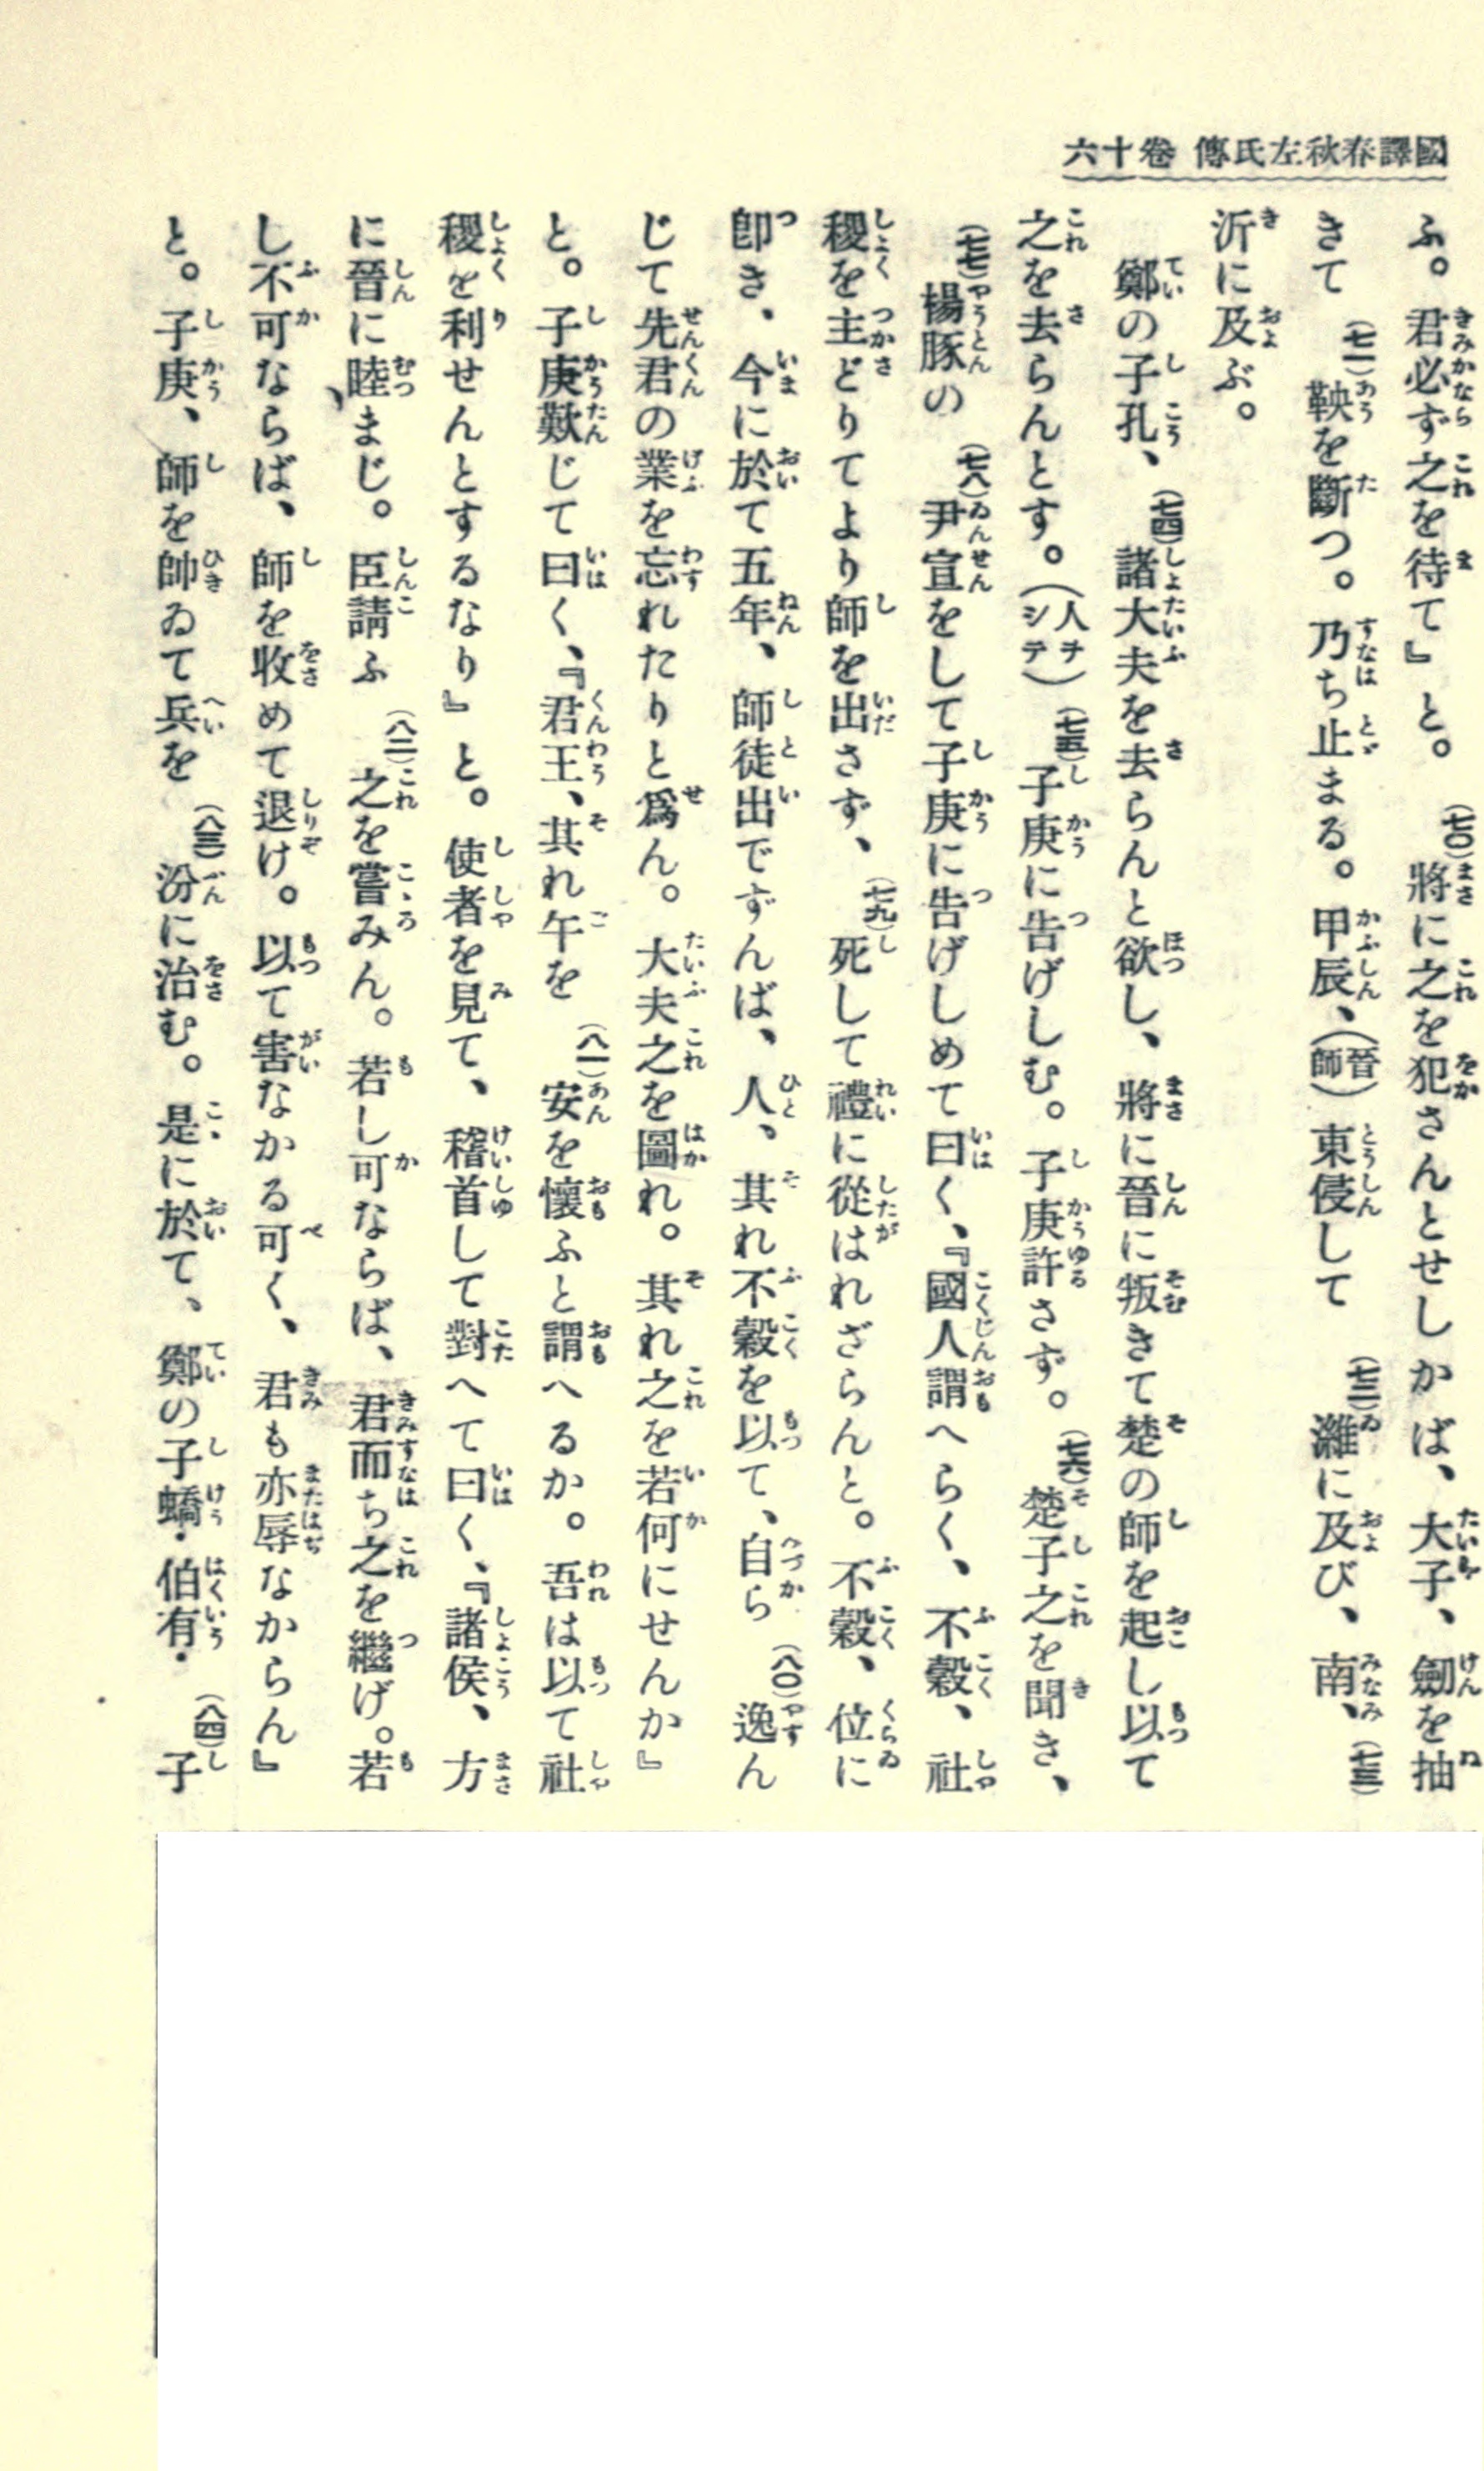 國譯春秋左氏傳 卷十六
ふ。君必ず之を待て』と。(七〇)將に之を犯さんとせしかば、大子、劍を抽
きて(七一)鞅を斷つ。乃ち止まる。甲辰、(晉師)東侵して(七二)濰に及び、南、(七三)
沂に及ぶ。
鄭の子孔、(七四)諸大夫を去らんと欲し、將に晉に叛きて楚の師を起し以て
之を去らんとす。(人ヲシテ)(七五)子庚に告げしむ。子庚許さず。(七六)楚子之を聞き、
(七七)揚豚の(七八)尹宣をして子庚に告げしめて曰く、『國人謂へらく、不穀、社
稷を主どりてより師を出さず、(七九)死して禮に從はれざらんと。不穀、位に
卽き、今に於て五年、師徒出でずんば、人、其れ不穀を以て、自ら(八〇)逸ん
じて先君の業を忘れたりと爲ん。大夫之を圖れ。其れ之を若何にせんか』
と。子庚歎じて曰く、『君王、其れ午を(八一)安を懷ふと謂へるか。吾は以て社
稷を利せんとするなり』と。使者を見て、稽首して對へて曰く、『諸侯、方
に晉に睦まじ。臣請ふ(八二)之を嘗みん。若し可ならば、君而ち之を繼げ。若
し不可ならば、師を收めて退け。以て害なかる可く、君も亦辱なからん』
と。子庚、師を帥ゐて兵を(八三)汾に治む。是に於て、鄭の子蟜・伯有・(八四)子